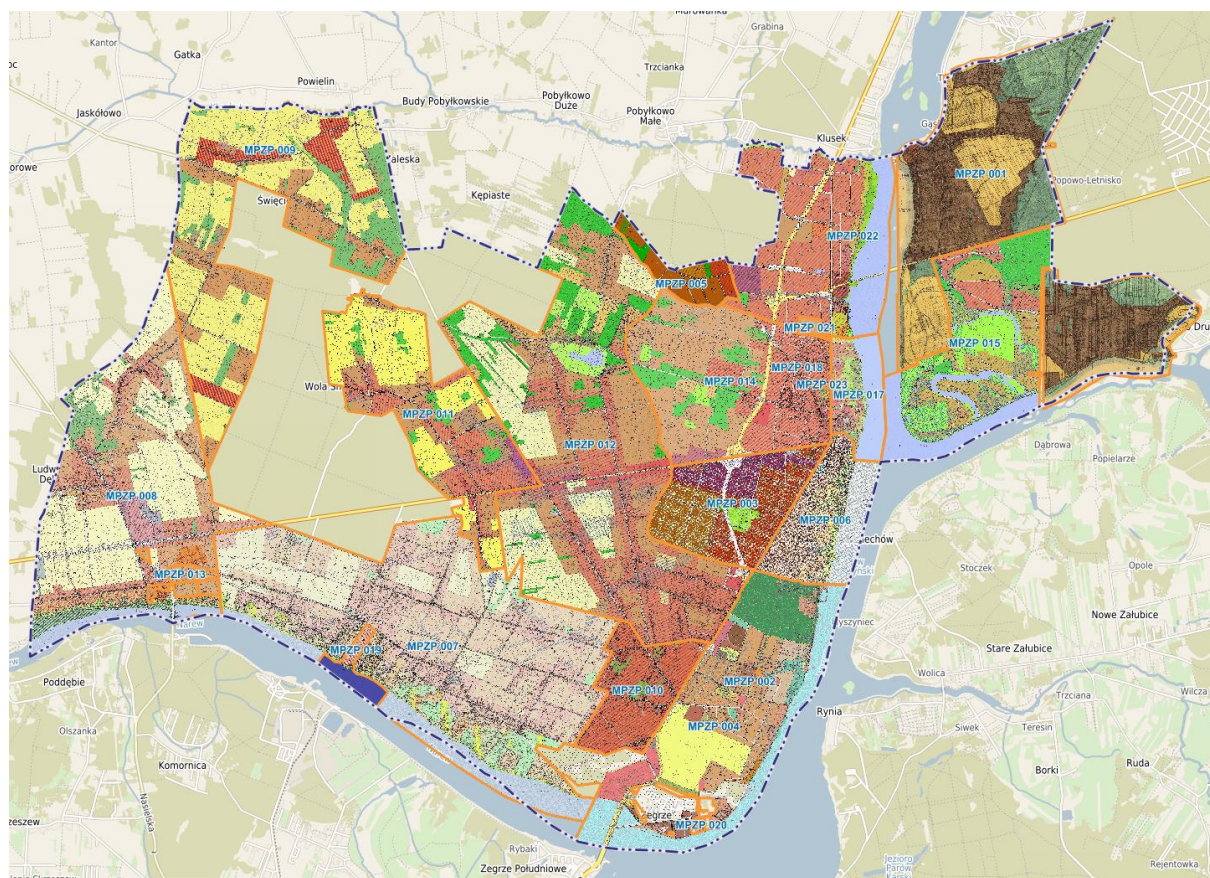 Grabina
Kantor
Gatka
Trzcianka
Powielin
Budy Pobyłkowskie
Pobyłkowo
Duże
Pobyłkowo
Małe
Jaskółowo
Klusek
MPZP 009
MPZP 001
Popowo-Letnisko
Kępiaste
MPZP 022
MPZP 005
MPZP 021
MPZP 015
MPZP 018
MPZP 014
MPZP 023
MPZP 017
MPZP 011
MPZP 012
Dąbrowa
Popielarze
MPZP 008
MPZP 003
MPZP 006
Stoczek
Opole
MPZP 013
Nowe Załubice
MPZP 019
MPZP 007
Stare Załubice
Wolica
Trzciana
Poddębie
MPZP 010
MPZP 002
Wilcza
Rynia
Siwek
Teresin
Olszanka
MPZP 004
Komornica
Borki
Ruda
Nasielska
Zegrze
MPZP 020
Rybaki
Zegrze Południowe
Jezioro
Rejentówka